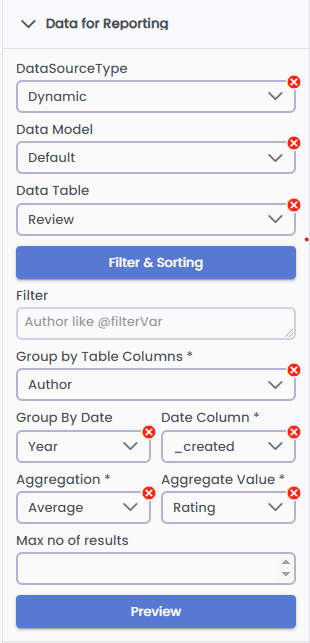 Data for Reporting
DataSourceType
Dynamic
Data Model
Default
Data Table
Review
Filter & Sorting
Filter
Author like @filterVar
Group by Table Columns *
Author
Group By Date Date Column *
Year _created
Aggregation * Aggregate Value *
Average Rating
Max no of results
Preview